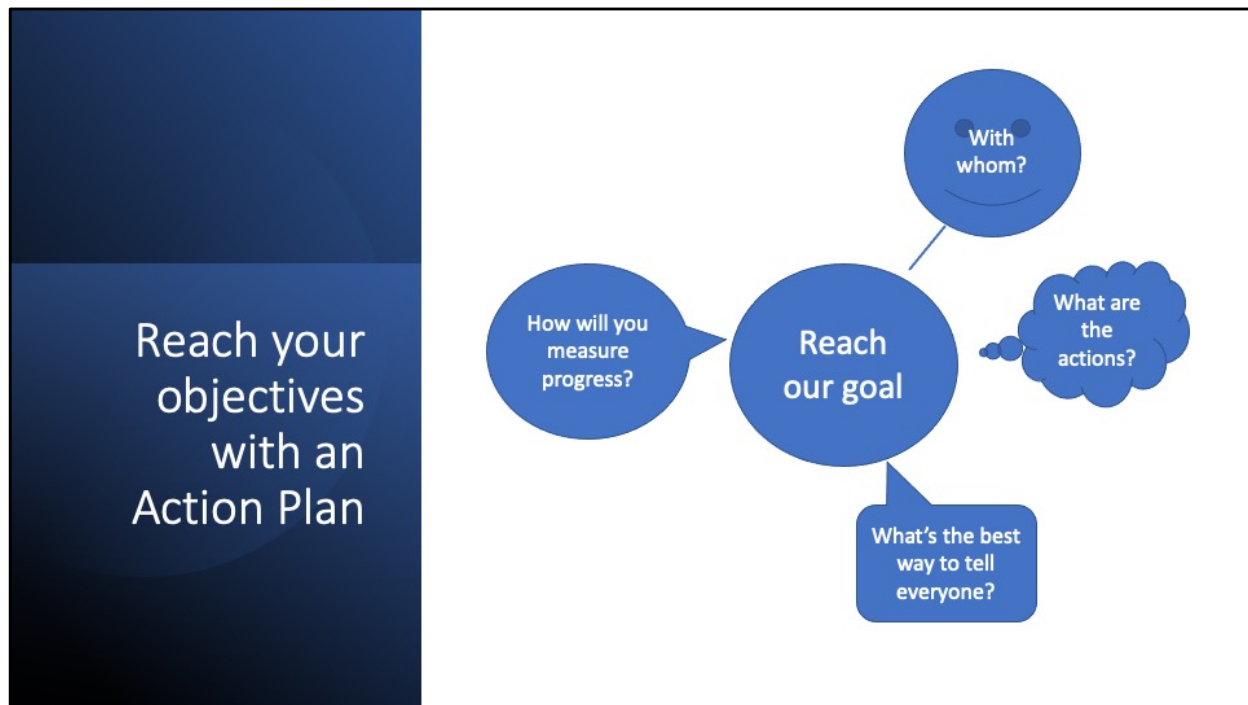 Reach your
objectives
with an
Action Plan
With
whom?
How will you
measure
progress?
Reach
our goal
What are
the
actions?
What's the best
way to tell
everyone?